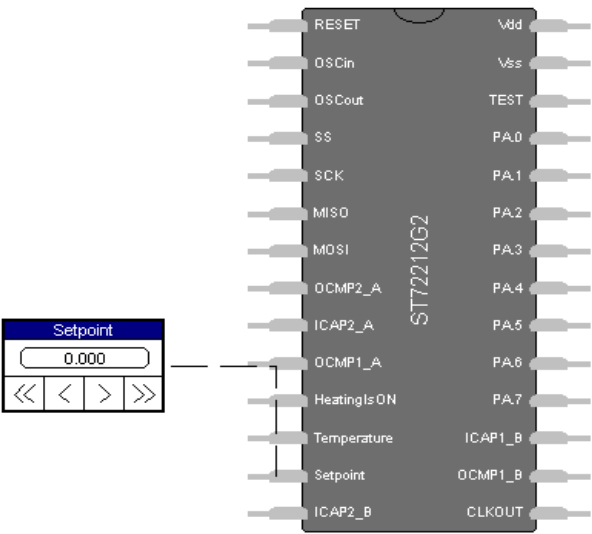 RESET
OSCin
OSCout
SS
SCK
MISO
MOSI
OCMP2_A
ICAP2_A
OCMP1_A
HeatingIsON
Temperature
Setpoint
ICAP2_B
ST72212G2
Vdd
Vss
TEST
PA.0
PA.1
PA.2
PA.3
PA.4
PA.5
PA.6
PA.7
ICAP1_B
OCMP1_B
CLKOUT
Setpoint
0.000
<< < > >>